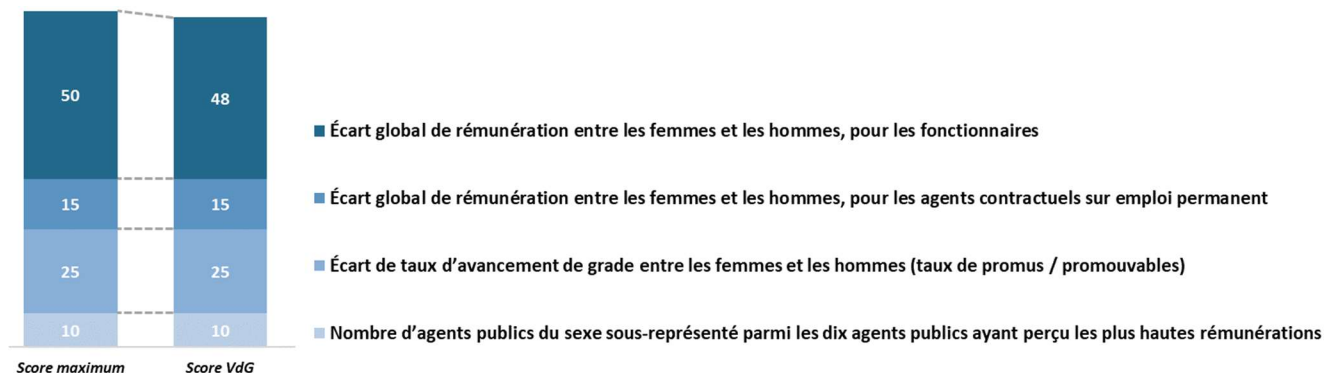 50
48
15
15
25
25
10
10
Score maximum
Score VdG
Écart global de rémunération entre les femmes et les hommes, pour les fonctionnaires
Écart global de rémunération entre les femmes et les hommes, pour les agents contractuels sur emploi permanent
Écart de taux d’avancement de grade entre les femmes et les hommes (taux de promus / promouvables)
Nombre d’agents publics du sexe sous-représenté parmi les dix agents publics ayant perçu les plus hautes rémunérations